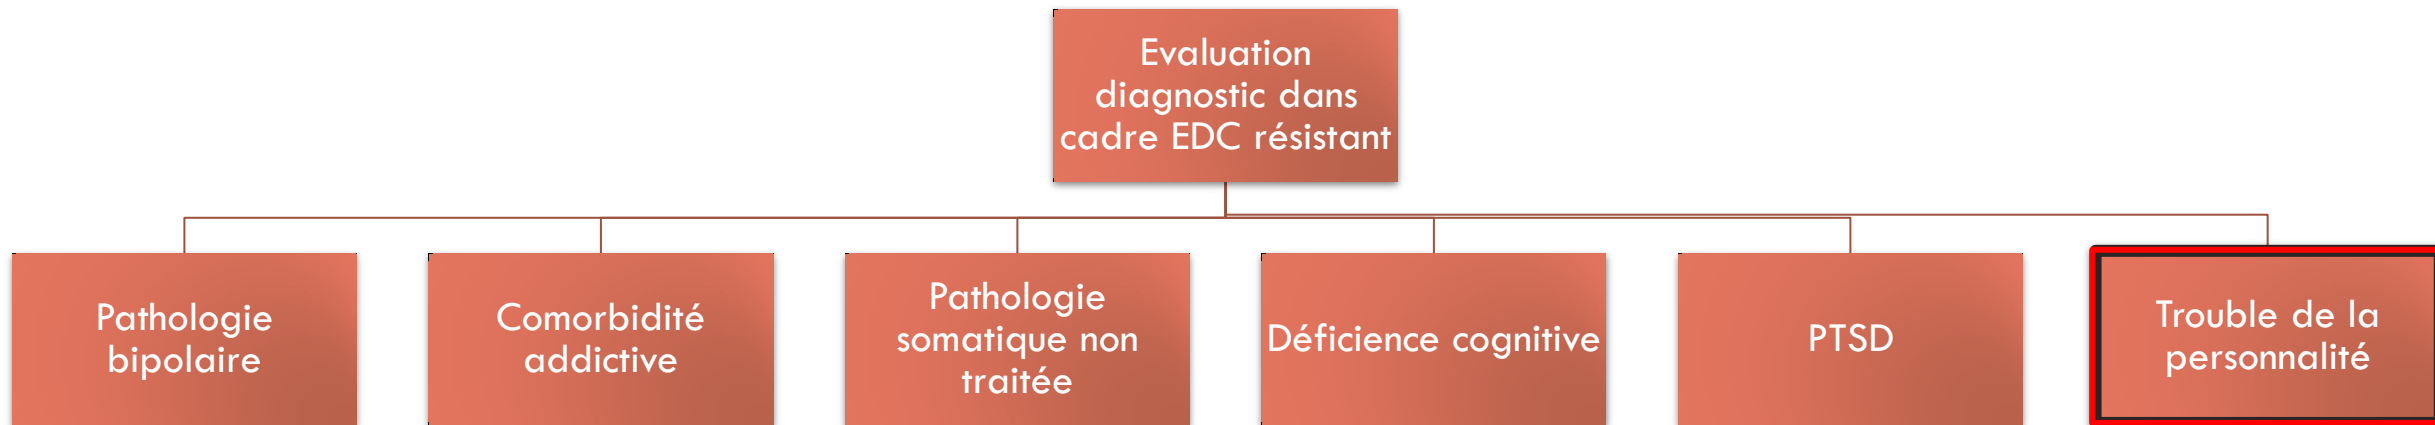 Evaluation
diagnostic dans
cadre EDC résistant
Pathologie
bipolaire
Comorbidité
addictive
Pathologie
somatique non
traitée
Déficience cognitive
PTSD
Trouble de la
personnalité